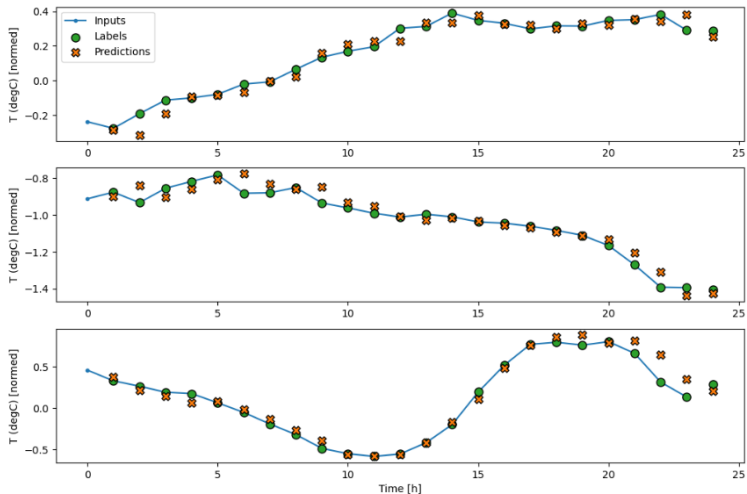 Inputs
Labels
Predictions
T (degC) [normed]
0.4
0.2
0.0
−0.2
0 5 10 15 20 25
T (degC) [normed]
−0.8
−1.0
−1.2
−1.4
0 5 10 15 20 25
T (degC) [normed]
0.5
0.0
−0.5
0 5 10 15 20 25
Time [h]